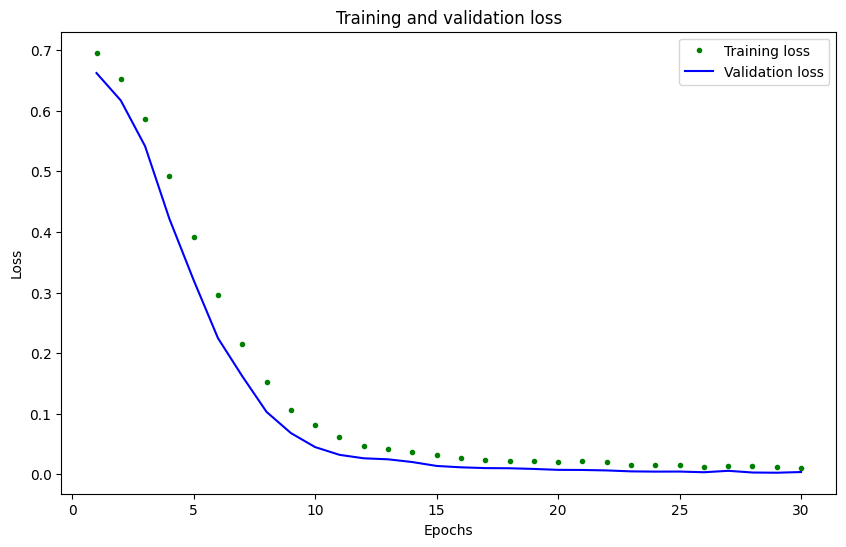 Training and validation loss
Training loss
Validation loss
0.7
0.6
0.5
0.4
0.3
0.2
0.1
0.0
Loss
0 5 10 15 20 25 30
Epochs